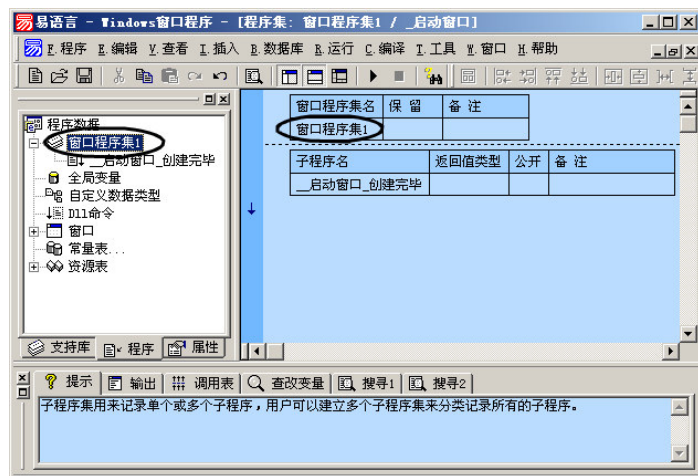 易语言 - Windows窗口程序 - [程序集: 窗口程序集1 / _启动窗口]
F.程序 E.编辑 V.查看 I.插入 B.数据库 R.运行 C.编译 T.工具 W.窗口 H.帮助
窗口程序集名 保 留 备 注
窗口程序集1
子程序名 返回值类型 公开 备 注
__启动窗口_创建完毕
程序数据
窗口程序集1
__启动窗口_创建完毕
全局变量
自定义数据类型
Dll命令
窗口
常量表...
资源表
支持库 程序 属性
提示 输出 调用表 查改变量 搜寻1 搜寻2
子程序集用来记录单个或多个子程序，用户可以建立多个子程序集来分类记录所有的子程序。